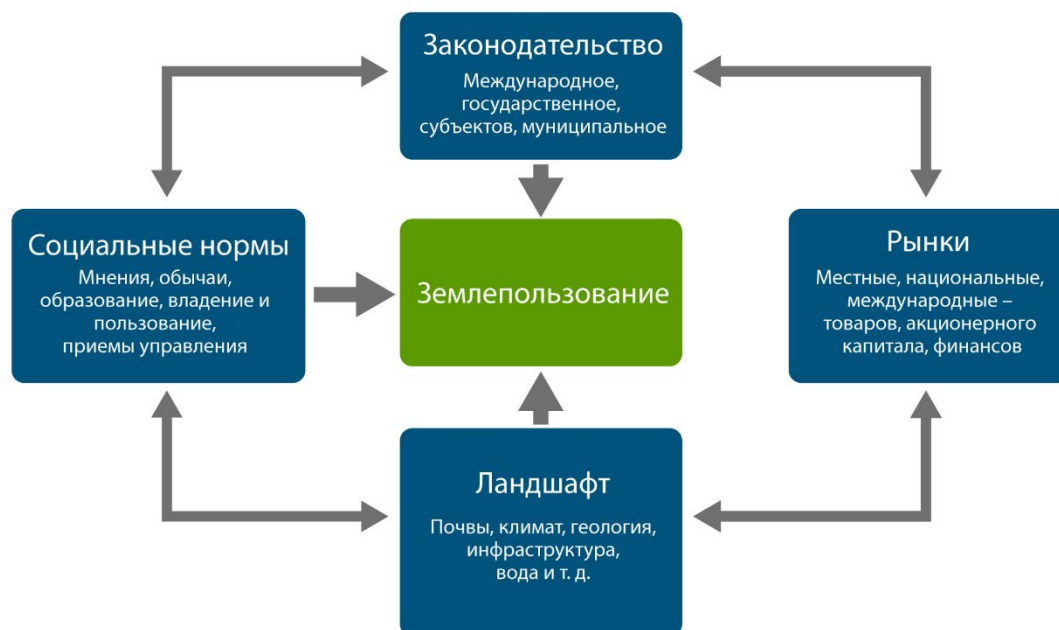 Законодательство
Международное,
государственное,
субъектов, муниципальное
Социальные нормы
Мнения, обычаи,
образование, владение и
пользование,
приемы управления
Землепользование
Рынки
Местные, национальные,
международные –
товаров, акционерного
капитала, финансов
Ландшафт
Почвы, климат, геология,
инфраструктура,
вода и т. д.